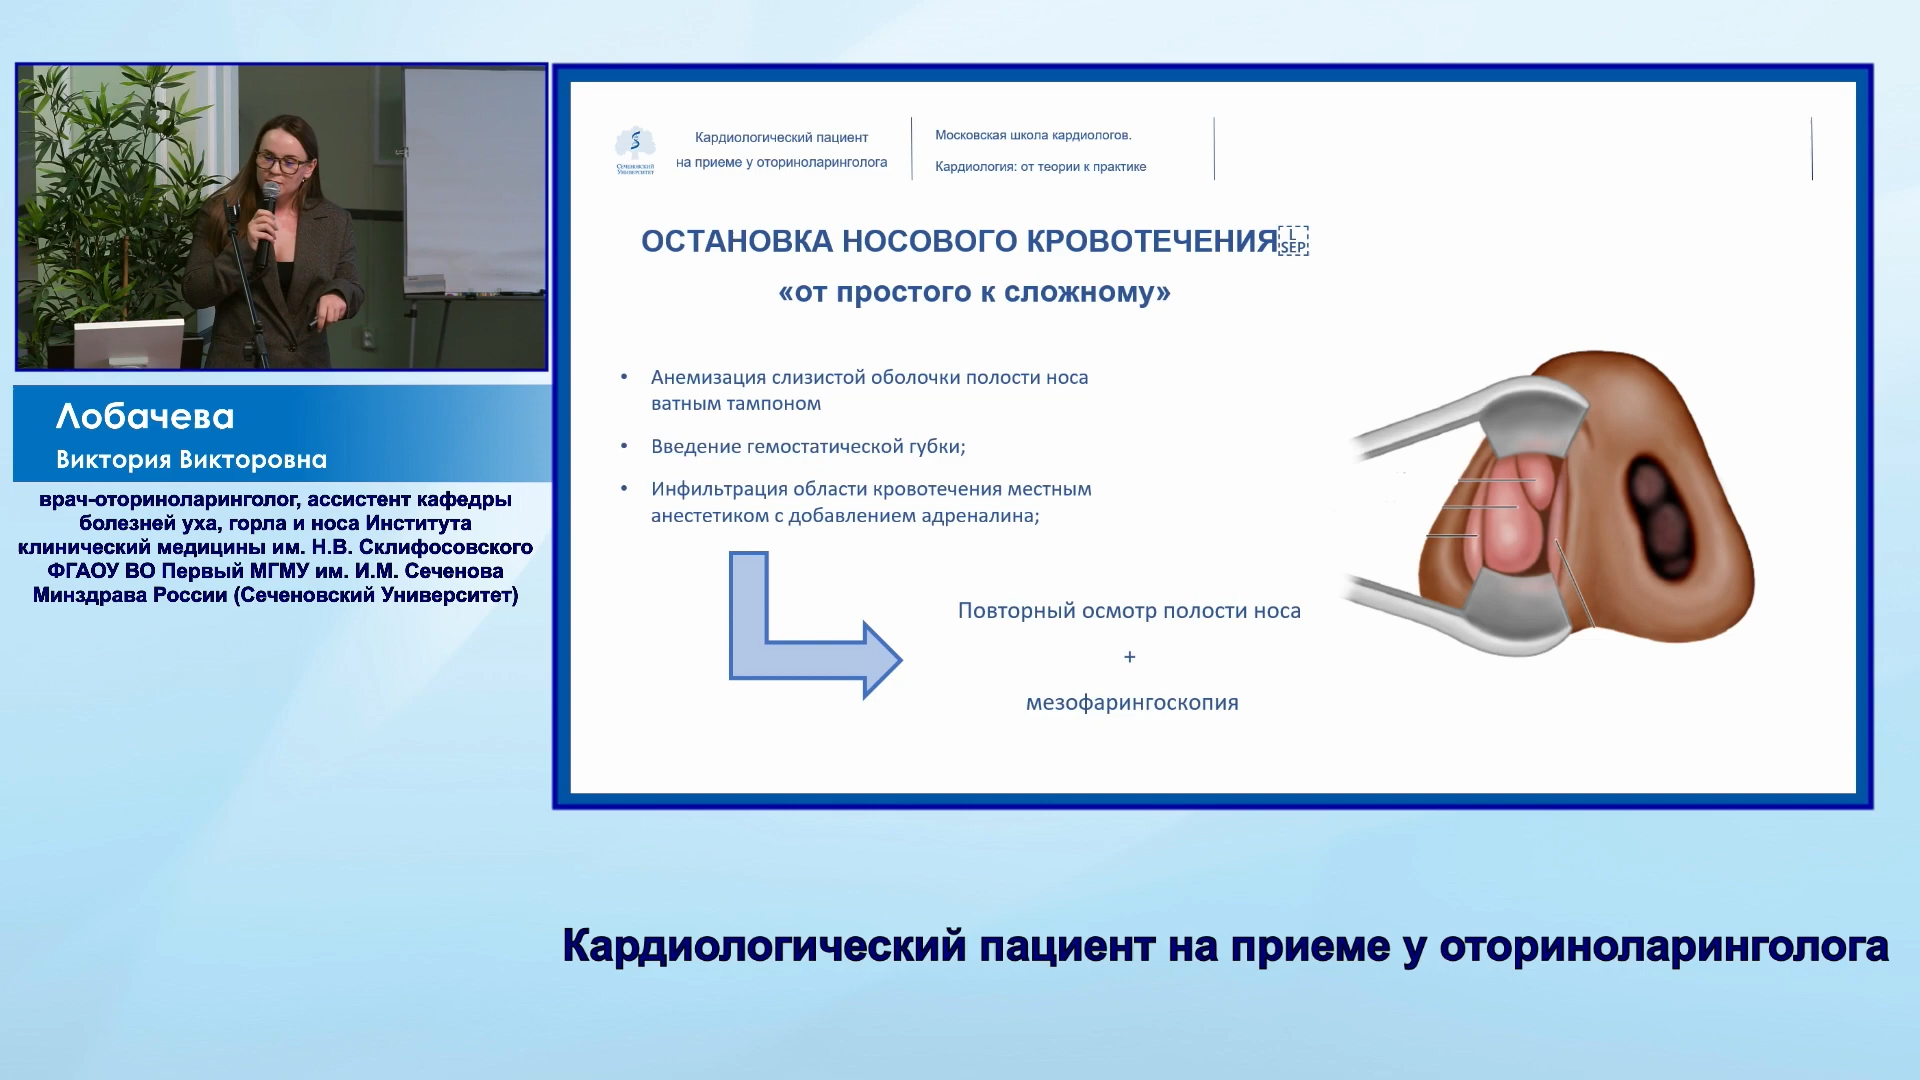 Лобачева
Виктория Викторовна
врач-оториноларинголог, ассистент кафедры
болезней уха, горла и носа Института
клинический медицины им. Н.В. Склифосовского
ФГАОУ ВО Первый МГМУ им. И.М. Сеченова
Минздрава России (Сеченовский Университет)
Сеченовский
Университет
Кардиологический пациент
на приеме у оториноларинголога
Московская школа кардиологов.
Кардиология: от теории к практике
ОСТАНОВКА НОСОВОГО КРОВОТЕЧЕНИЯ
L
SEP
«от простого к сложному»
• Анемизация слизистой оболочки полости носа
ватным тампоном
• Введение гемостатической губки;
• Инфильтрация области кровотечения местным
анестетиком с добавлением адреналина;
Повторный осмотр полости носа
+
мезофарингоскопия
Кардиологический пациент на приеме у оториноларинголога